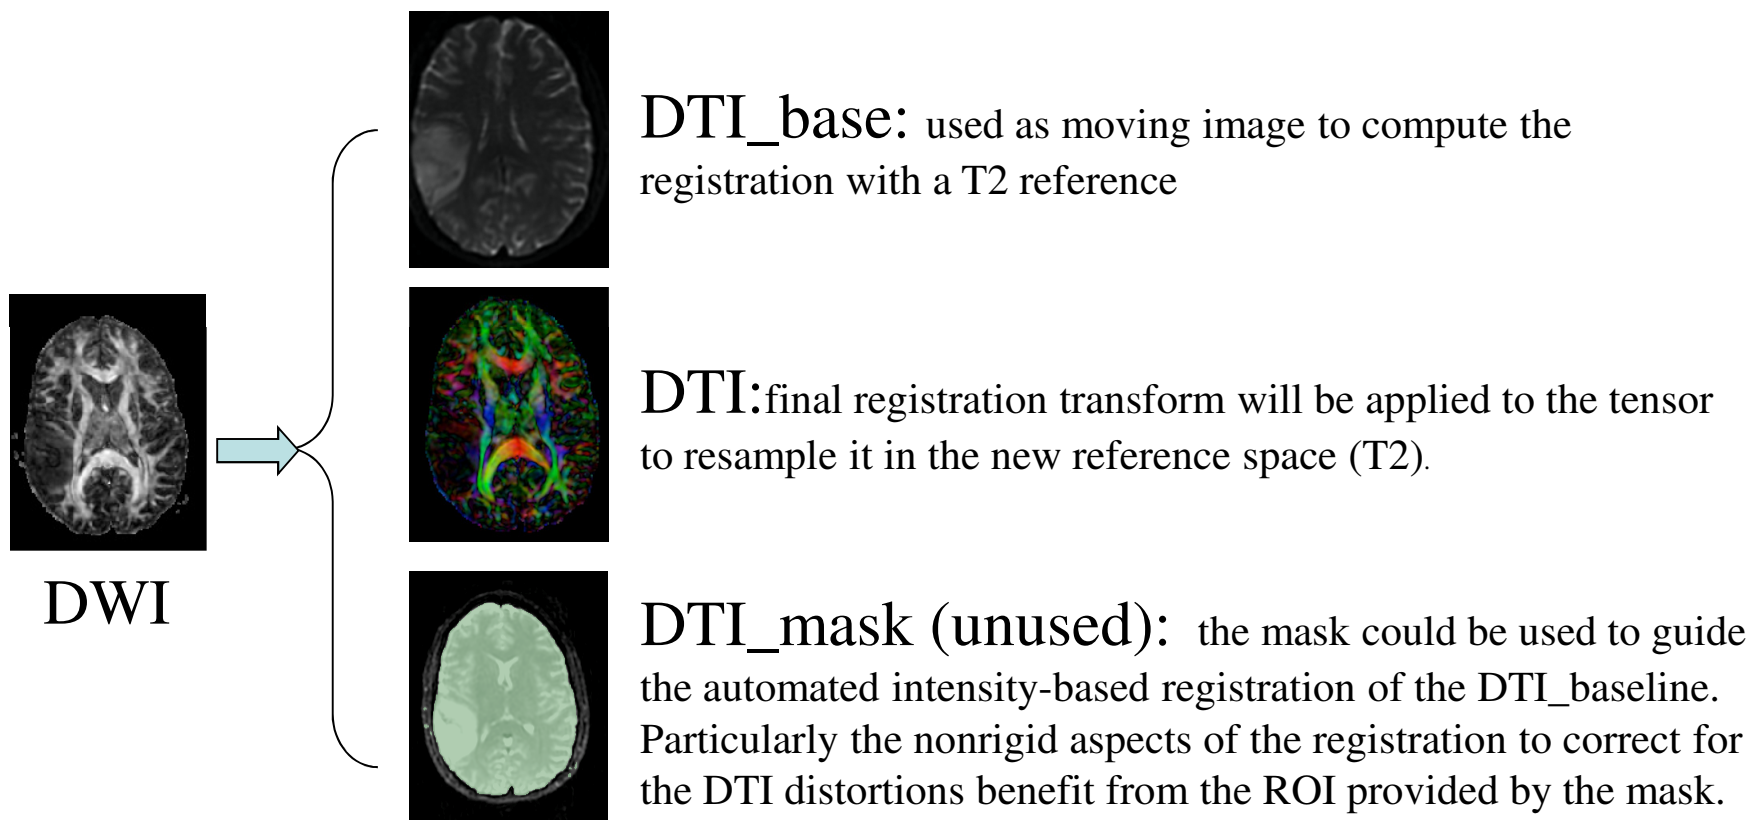 DTI_base: used as moving image to compute the
registration with a T2 reference
DWI
DTI:final registration transform will be applied to the tensor
to resample it in the new reference space (T2).
DTI_mask (unused): the mask could be used to guide
the automated intensity-based registration of the DTI_baseline.
Particularly the nonrigid aspects of the registration to correct for
the DTI distortions benefit from the ROI provided by the mask.